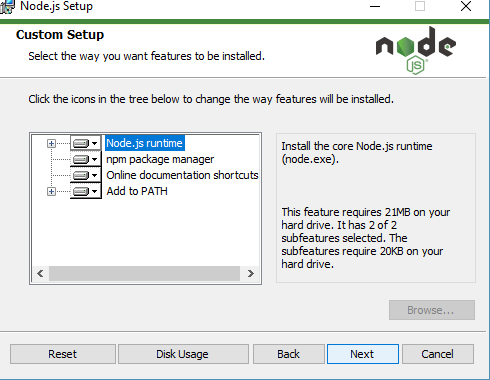 Node.js Setup
Custom Setup
Select the way you want features to be installed.
node
JS
Click the icons in the tree below to change the way features will be installed.
Node.js runtime
npm package manager
Online documentation shortcuts
Add to PATH
Install the core Node.js runtime
(node.exe).
This feature requires 21MB on your
hard drive. It has 2 of 2
subfeatures selected. The
subfeatures require 20KB on your
hard drive.
Browse...
Reset
Disk Usage
Back
Next
Cancel